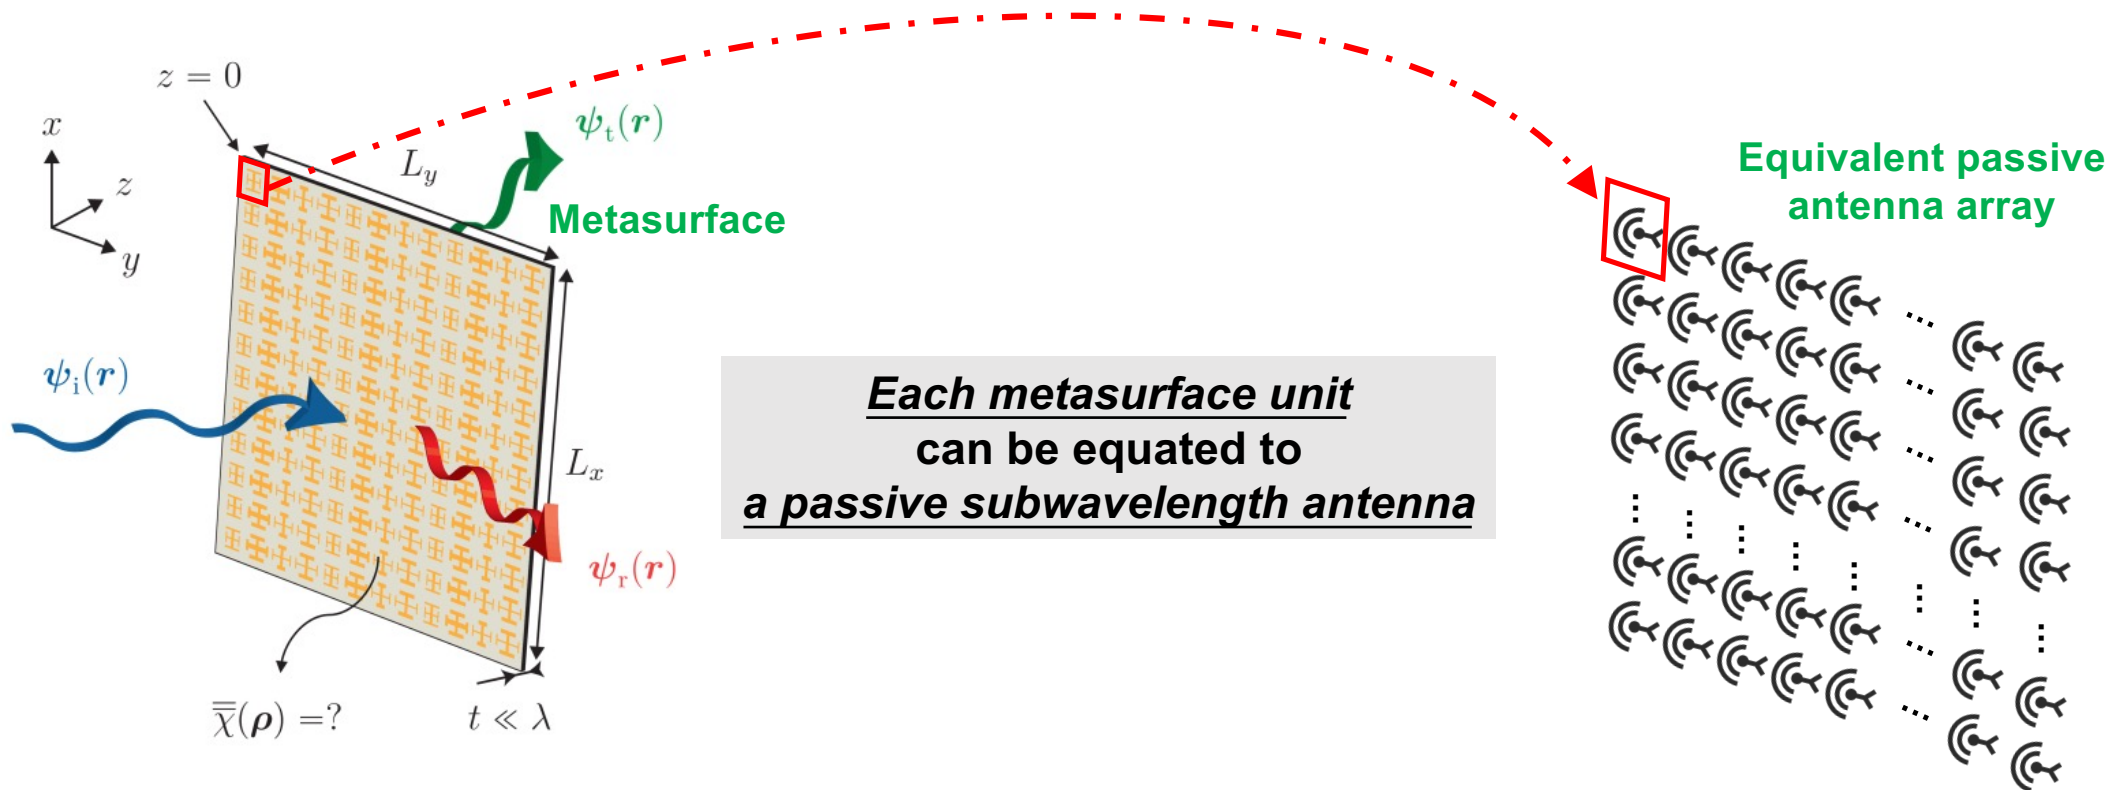 z = 0
x
z
y
L_y
ψ_t(r)
Metasurface
ψ_i(r)
L_x
ψ_r(r)
χ̿(ρ) =?
t ≪ λ
Each metasurface unit
can be equated to
a passive subwavelength antenna
Equivalent passive
antenna array